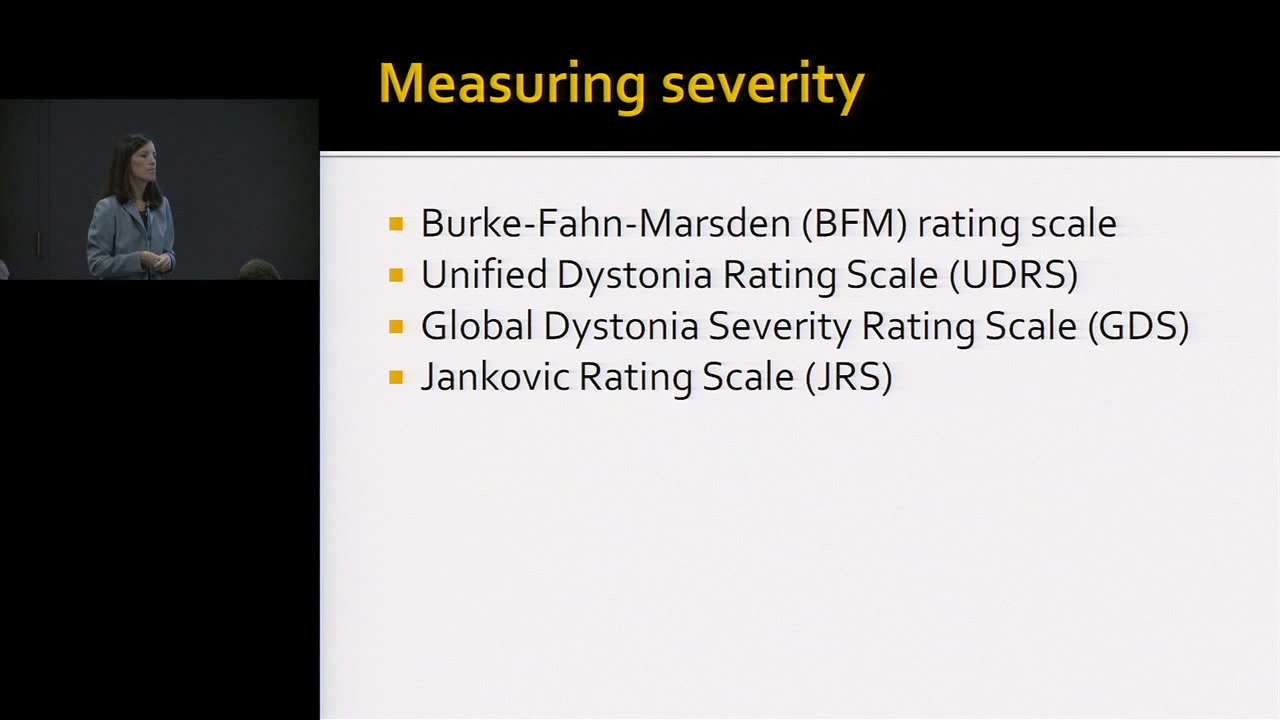 Measuring severity
Burke-Fahn-Marsden (BFM) rating scale
Unified Dystonia Rating Scale (UDRS)
Global Dystonia Severity Rating Scale (GDS)
Jankovic Rating Scale (JRS)